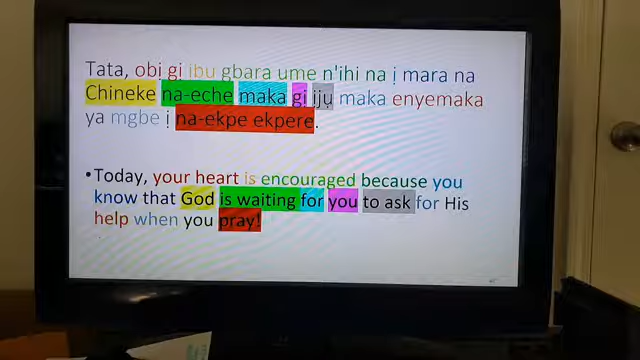 Tata, obi gi ibu gbara ume n'ihi na ị mara na
Chineke na-eche maka gi iju maka enyemaka
ya mgbe ị na-ekpe ekpere.
•Today, your heart is encouraged because you
know that God is waiting for you to ask for His
help when you pray!